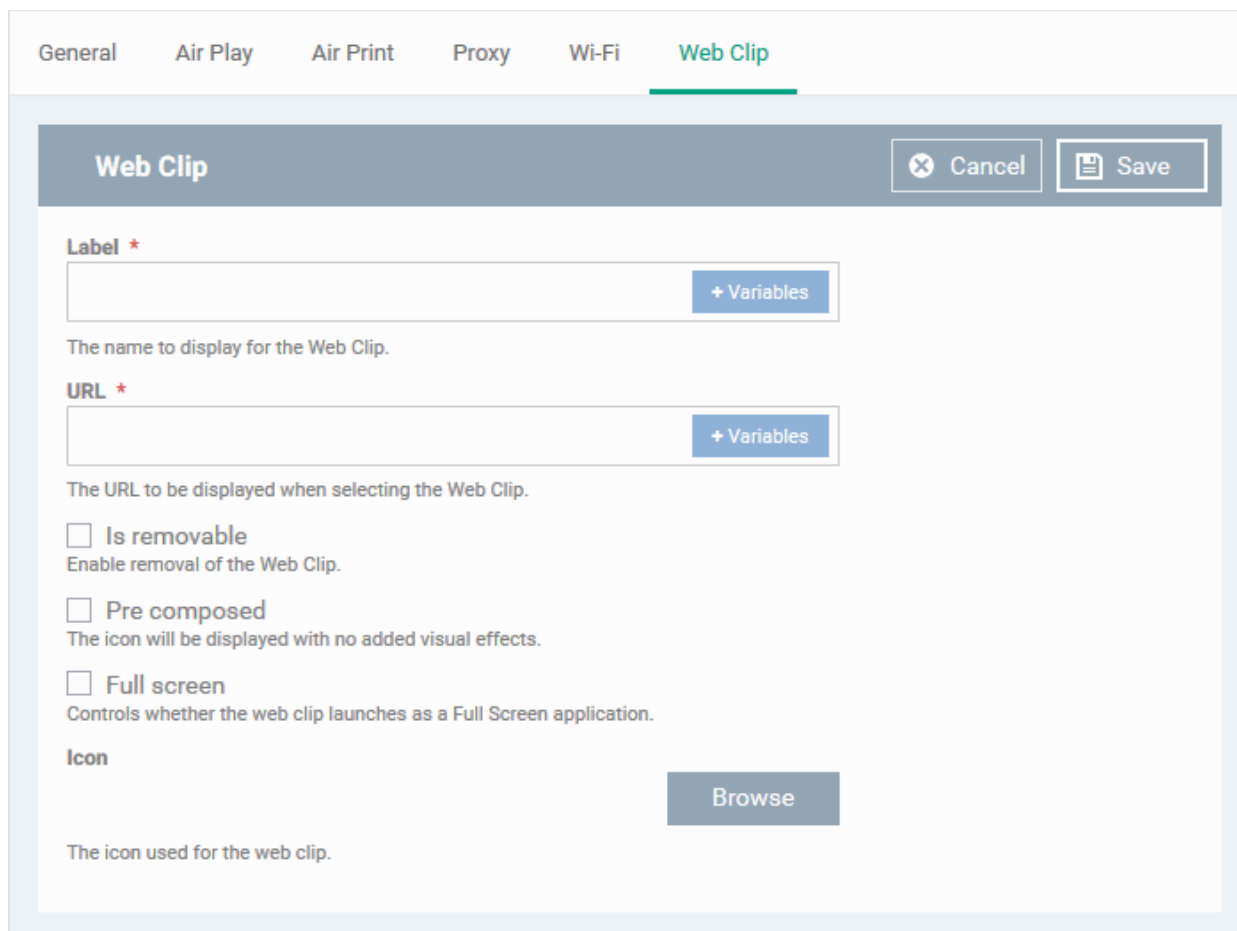 General Air Play Air Print Proxy Wi-Fi Web Clip
Web Clip Cancel Save
Label *
+ Variables
The name to display for the Web Clip.
URL *
+ Variables
The URL to be displayed when selecting the Web Clip.
Is removable
Enable removal of the Web Clip.
Pre composed
The icon will be displayed with no added visual effects.
Full screen
Controls whether the web clip launches as a Full Screen application.
Icon
Browse
The icon used for the web clip.